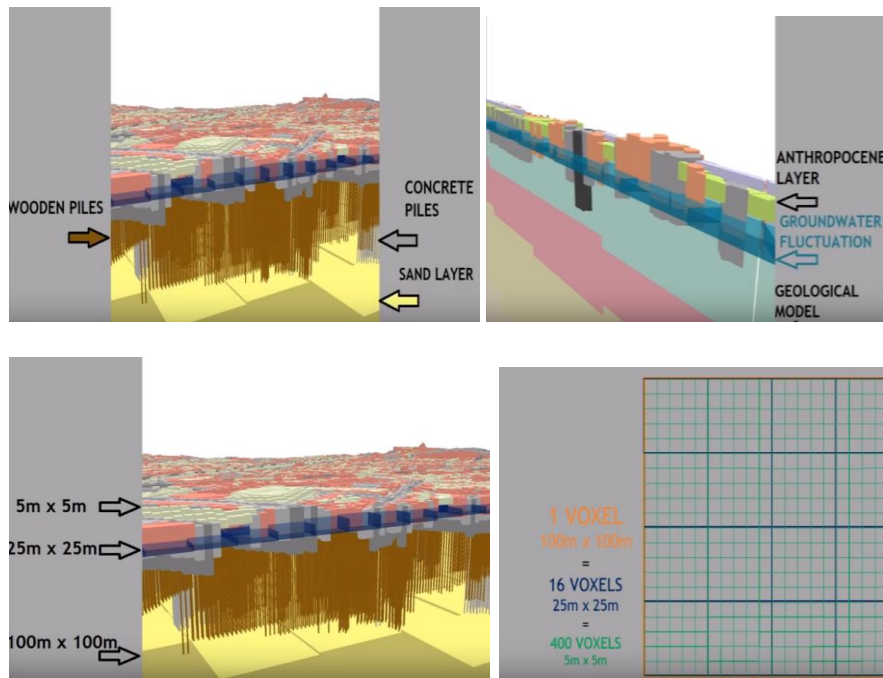 WOODEN PILES
CONCRETE
PILES
SAND LAYER
ANTHROPOCENE
LAYER
GROUNDWATER
FLUCTUATION
GEOLOGICAL
MODEL
5m x 5m
25m x 25m
100m x 100m
1 VOXEL
100m x 100m
=
16 VOXELS
25m x 25m
=
400 VOXELS
5m x 5m